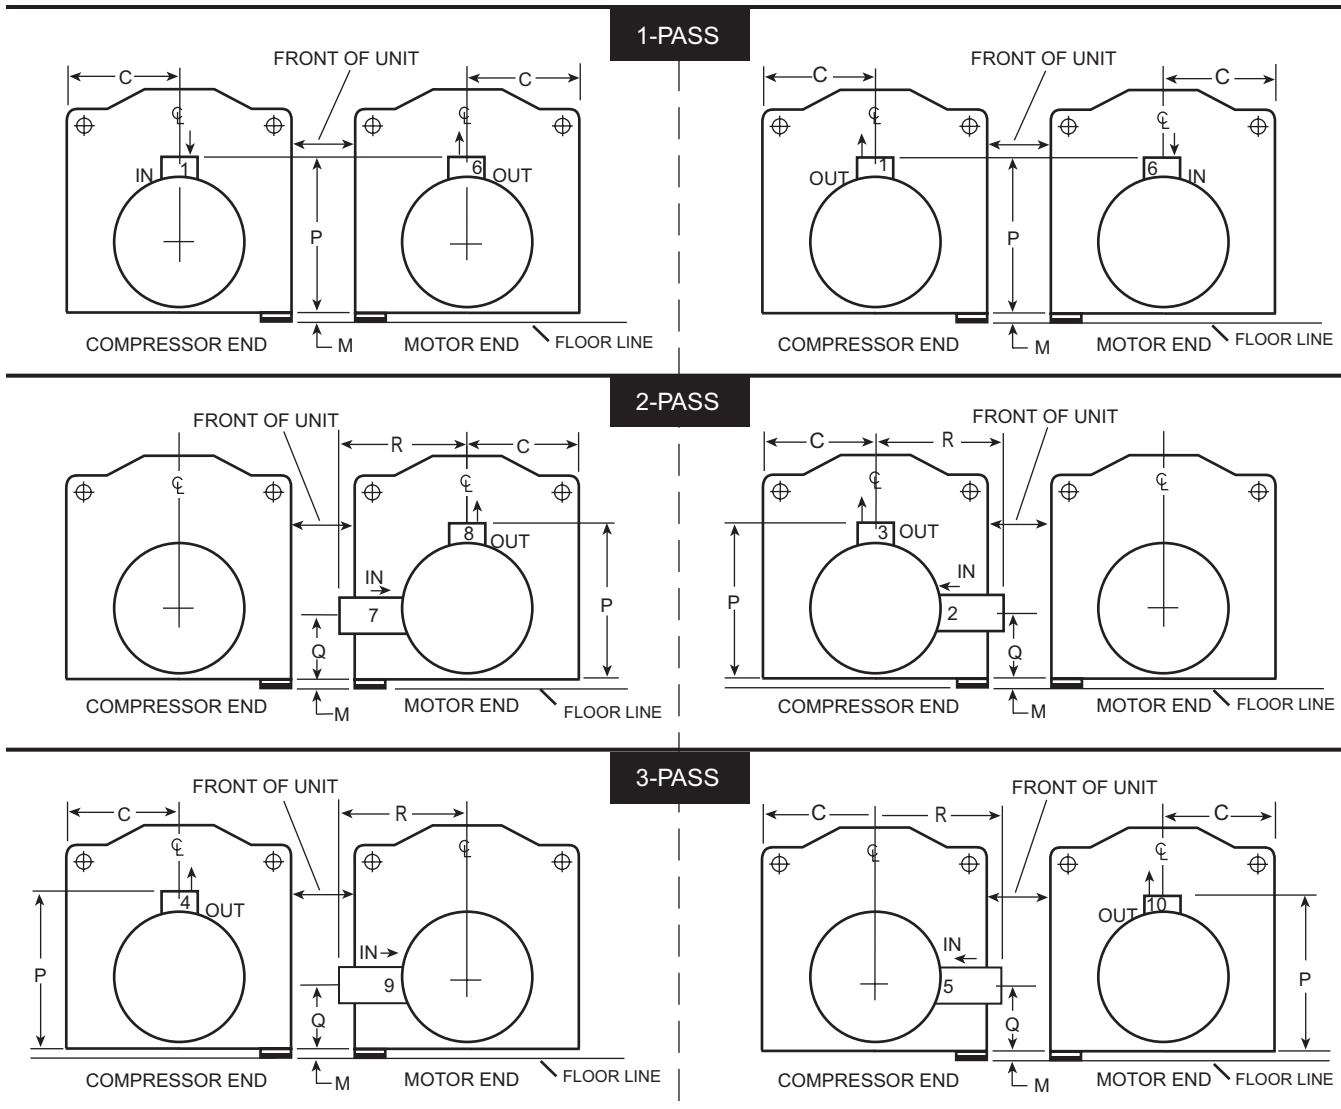 1-PASS
FRONT OF UNIT
C
C
℄
℄
IN
1
6
OUT
P
COMPRESSOR END
M
MOTOR END
FLOOR LINE
FRONT OF UNIT
C
C
℄
℄
OUT
1
6
IN
P
COMPRESSOR END
M
MOTOR END
FLOOR LINE
2-PASS
FRONT OF UNIT
R
C
℄
℄
8
OUT
IN
7
P
Q
COMPRESSOR END
M
MOTOR END
FLOOR LINE
FRONT OF UNIT
C
R
℄
℄
3
OUT
IN
2
P
Q
COMPRESSOR END
M
MOTOR END
FLOOR LINE
3-PASS
FRONT OF UNIT
C
R
℄
℄
4
OUT
IN
9
P
Q
COMPRESSOR END
M
MOTOR END
FLOOR LINE
FRONT OF UNIT
C
R
C
℄
℄
OUT
10
IN
5
P
Q
COMPRESSOR END
M
MOTOR END
FLOOR LINE